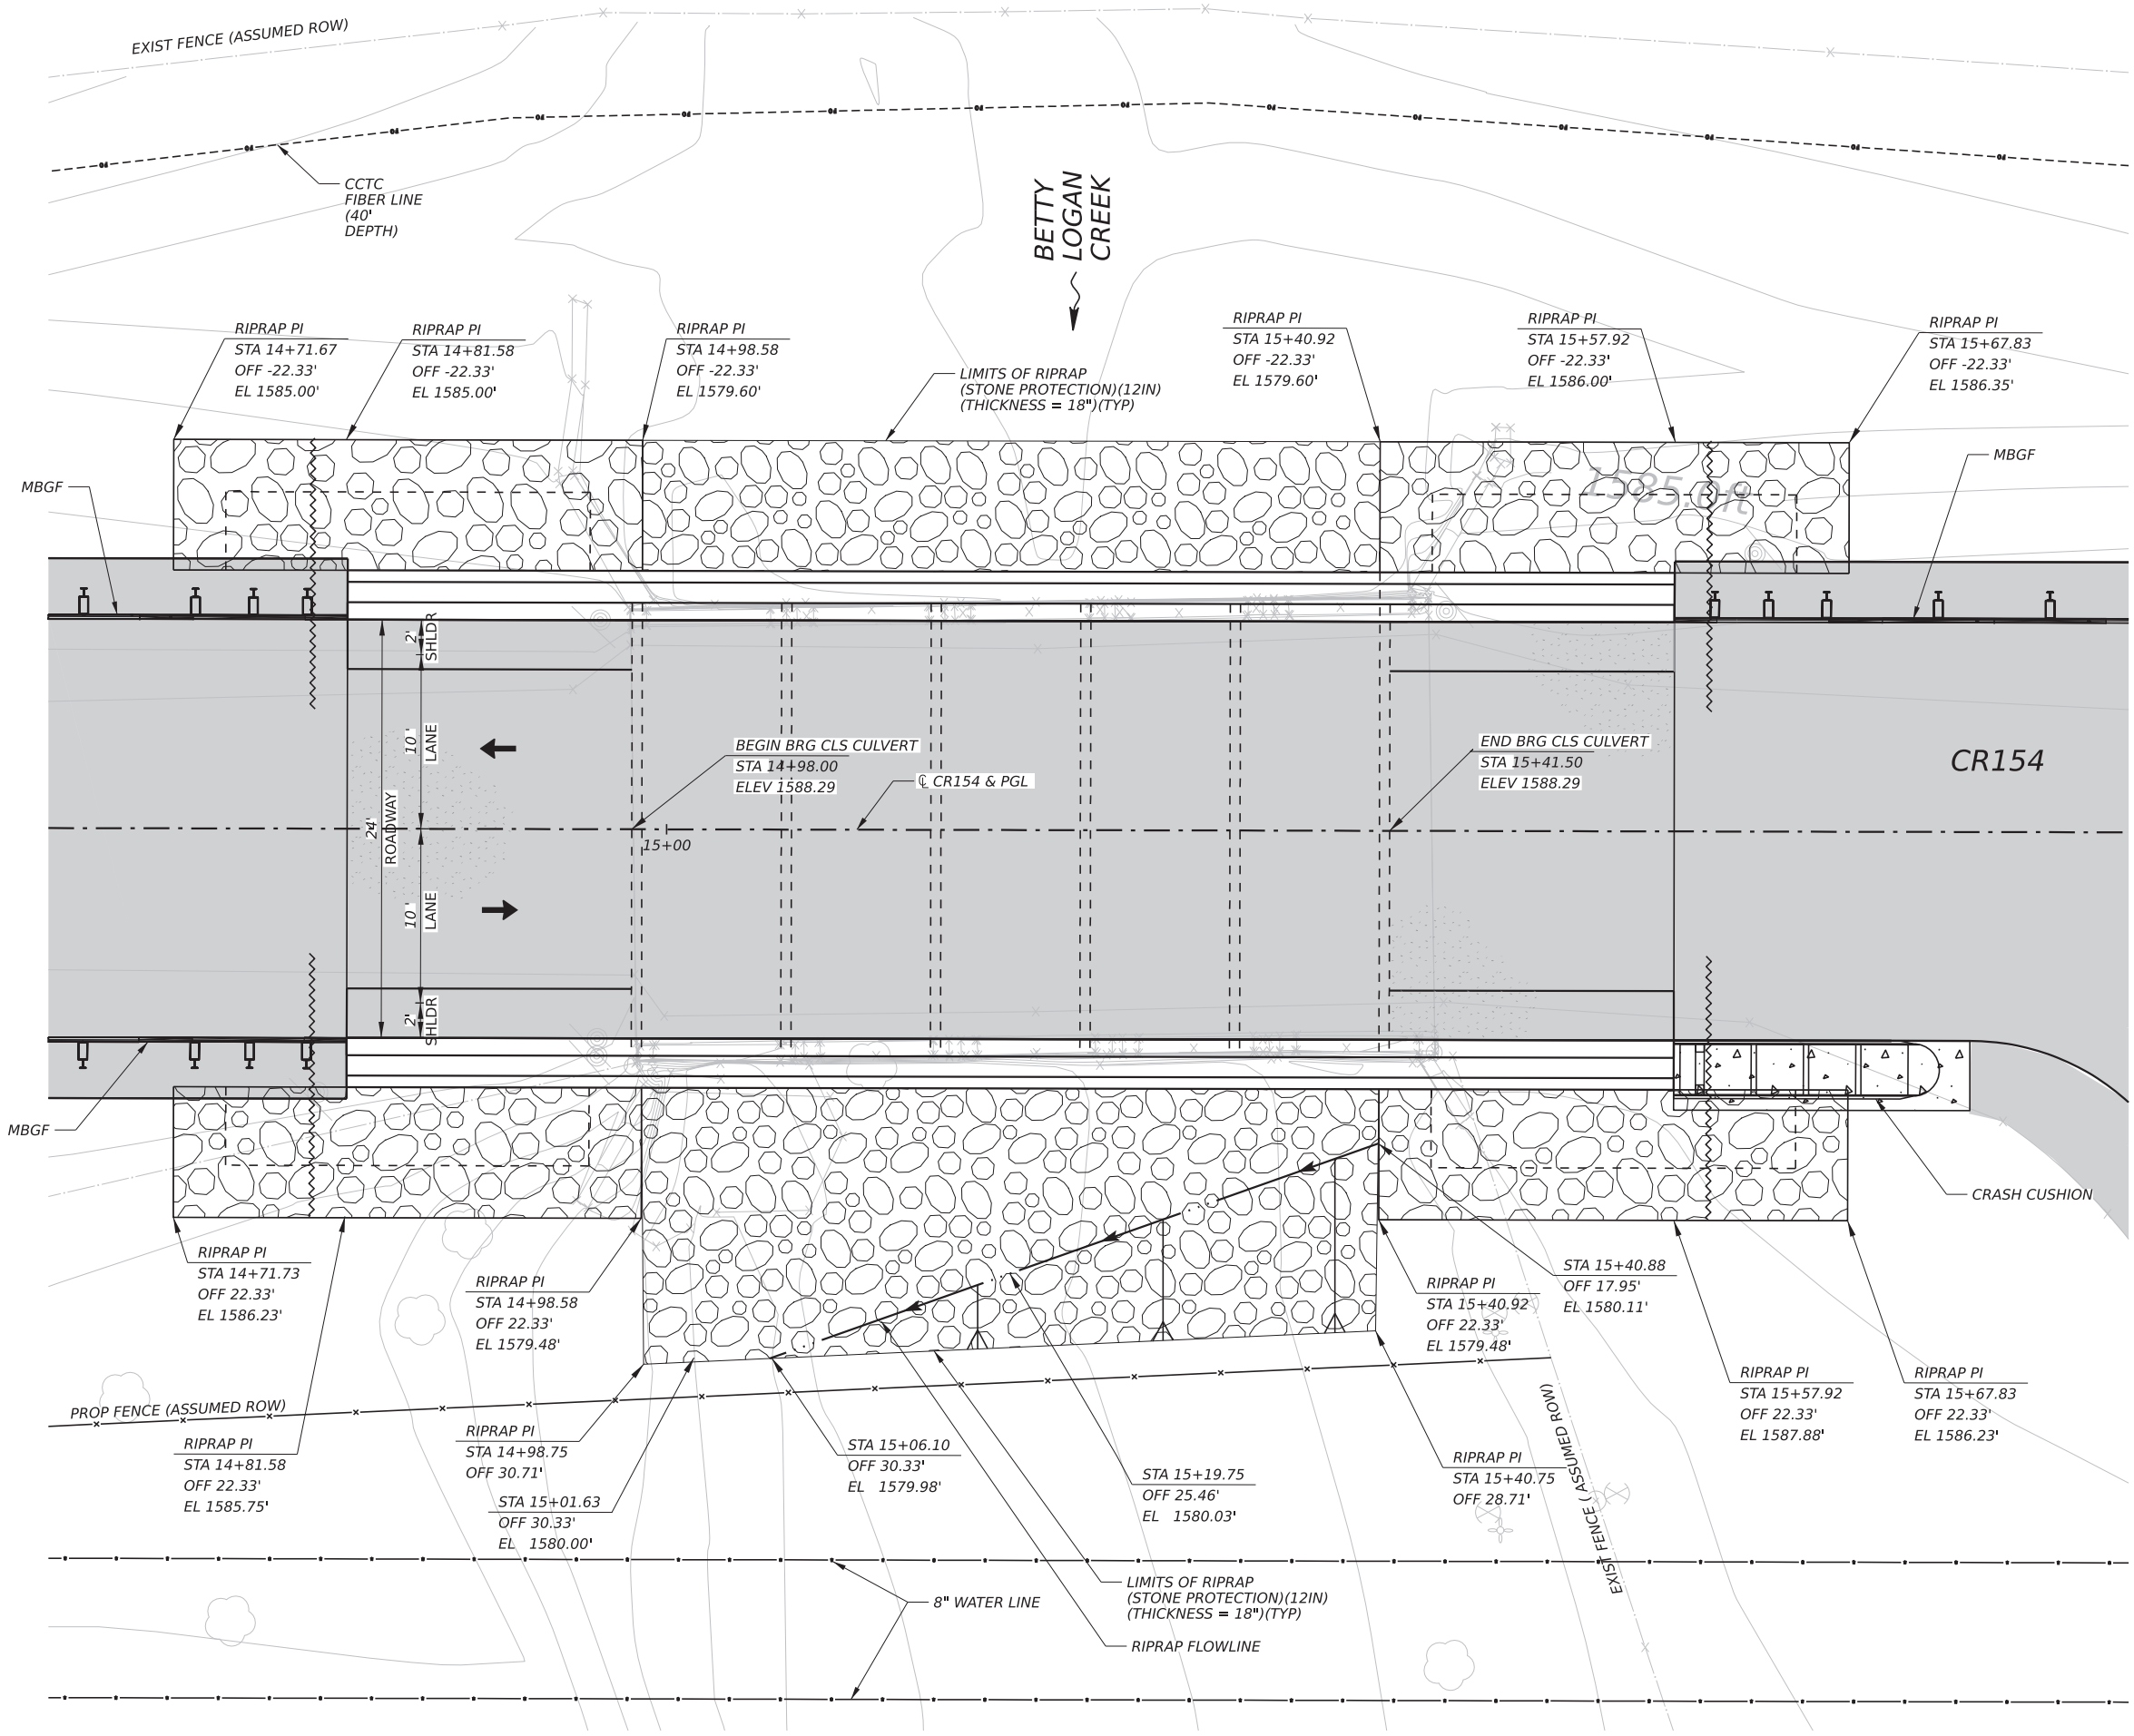 EXIST FENCE (ASSUMED ROW)
CCTC
FIBER LINE
(40'
DEPTH)
BETTY
LOGAN
CREEK
RIPRAP PI
STA 14+71.67
OFF -22.33'
EL 1585.00'
RIPRAP PI
STA 14+81.58
OFF -22.33'
EL 1585.00'
RIPRAP PI
STA 14+98.58
OFF -22.33'
EL 1579.60'
LIMITS OF RIPRAP
(STONE PROTECTION)(12IN)
(THICKNESS = 18")(TYP)
RIPRAP PI
STA 15+40.92
OFF -22.33'
EL 1579.60'
RIPRAP PI
STA 15+57.92
OFF -22.33'
EL 1586.00'
RIPRAP PI
STA 15+67.83
OFF -22.33'
EL 1586.35'
MBGF
MBGF
1585.0ft
2'
SHLDR
10'
LANE
24'
ROADWAY
10'
LANE
2'
SHLDR
BEGIN BRG CLS CULVERT
STA 14+98.00
ELEV 1588.29
℄ CR154 & PGL
15+00
END BRG CLS CULVERT
STA 15+41.50
ELEV 1588.29
CR154
MBGF
CRASH CUSHION
RIPRAP PI
STA 14+71.73
OFF 22.33'
EL 1586.23'
RIPRAP PI
STA 14+98.58
OFF 22.33'
EL 1579.48'
RIPRAP PI
STA 15+40.92
OFF 22.33'
EL 1579.48'
STA 15+40.88
OFF 17.95'
EL 1580.11'
PROP FENCE (ASSUMED ROW)
RIPRAP PI
STA 14+81.58
OFF 22.33'
EL 1585.75'
RIPRAP PI
STA 14+98.75
OFF 30.71'
STA 15+01.63
OFF 30.33'
EL 1580.00'
STA 15+06.10
OFF 30.33'
EL 1579.98'
STA 15+19.75
OFF 25.46'
EL 1580.03'
RIPRAP PI
STA 15+40.75
OFF 28.71'
EXIST FENCE (ASSUMED ROW)
RIPRAP PI
STA 15+57.92
OFF 22.33'
EL 1587.88'
RIPRAP PI
STA 15+67.83
OFF 22.33'
EL 1586.23'
LIMITS OF RIPRAP
(STONE PROTECTION)(12IN)
(THICKNESS = 18")(TYP)
8" WATER LINE
RIPRAP FLOWLINE